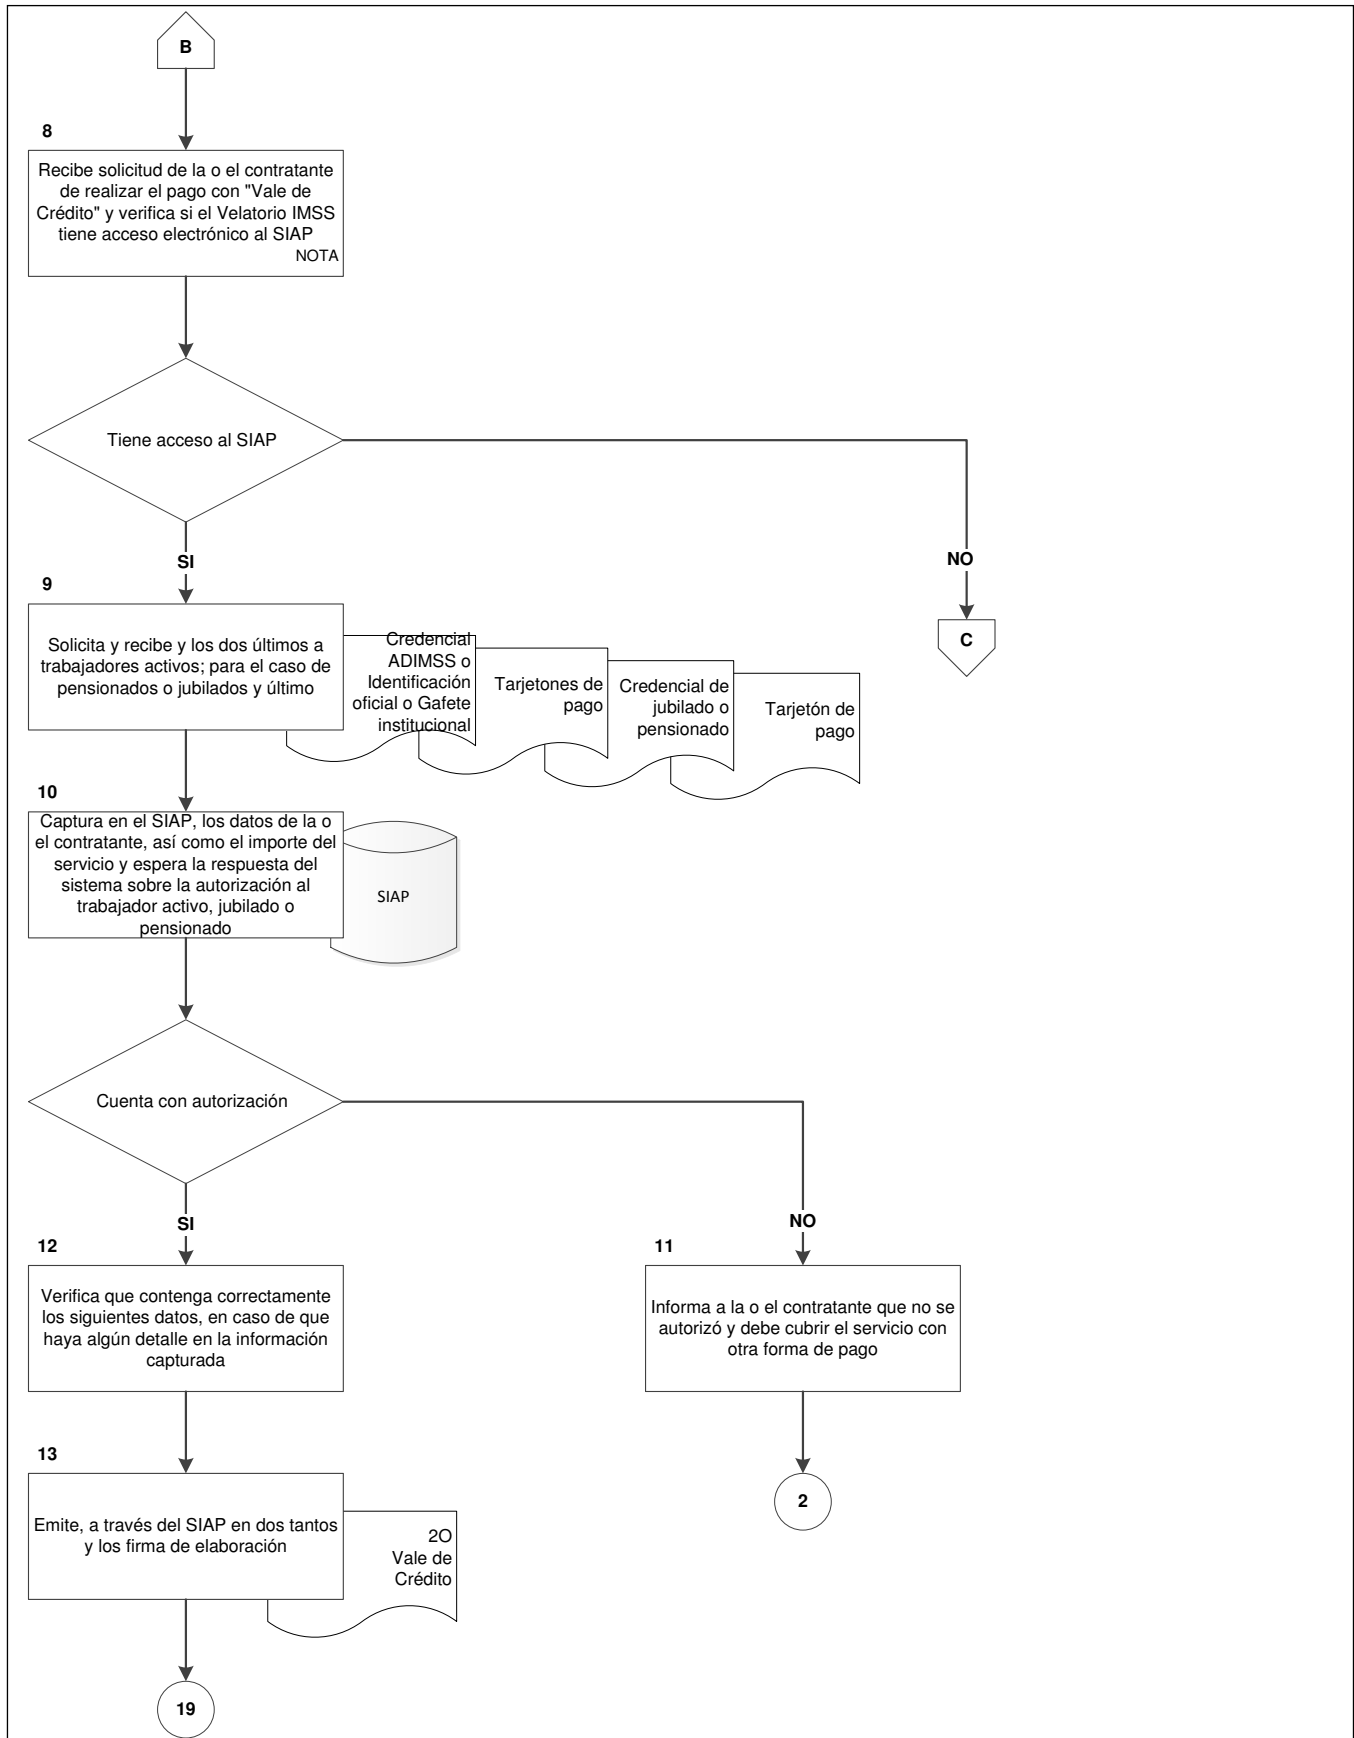 B
8
Recibe solicitud de la o el contratante
de realizar el pago con "Vale de
Crédito" y verifica si el Velatorio IMSS
tiene acceso electrónico al SIAP
NOTA
Tiene acceso al SIAP
SI
NO
C
9
Solicita y recibe y los dos últimos a
trabajadores activos; para el caso de
pensionados o jubilados y último
Credencial
ADIMSS o
Identificación
oficial o Gafete
institucional
Tarjetones de
pago
Credencial de
jubilado o
pensionado
Tarjetón de
pago
10
Captura en el SIAP, los datos de la o
el contratante, así como el importe del
servicio y espera la respuesta del
sistema sobre la autorización al
trabajador activo, jubilado o
pensionado
SIAP
Cuenta con autorización
SI
NO
12
Verifica que contenga correctamente
los siguientes datos, en caso de que
haya algún detalle en la información
capturada
11
Informa a la o el contratante que no se
autorizó y debe cubrir el servicio con
otra forma de pago
2
13
Emite, a través del SIAP en dos tantos
y los firma de elaboración
2O
Vale de
Crédito
19